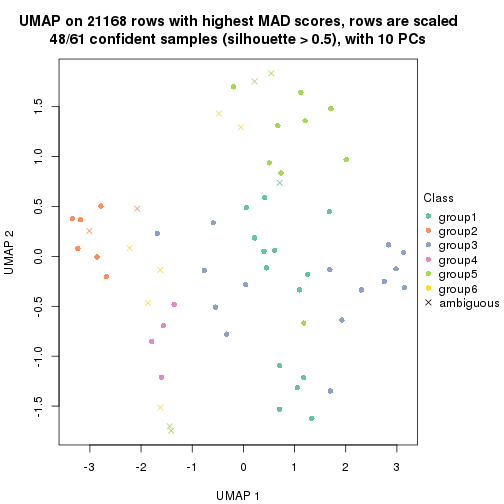 UMAP on 21168 rows with highest MAD scores, rows are scaled
48/61 confident samples (silhouette > 0.5), with 10 PCs
1.5
1.0
0.5
0.0
-0.5
-1.0
-1.5
UMAP 2
-3
-2
-1
0
1
2
3
UMAP 1
Class
group1
group2
group3
group4
group5
group6
ambiguous